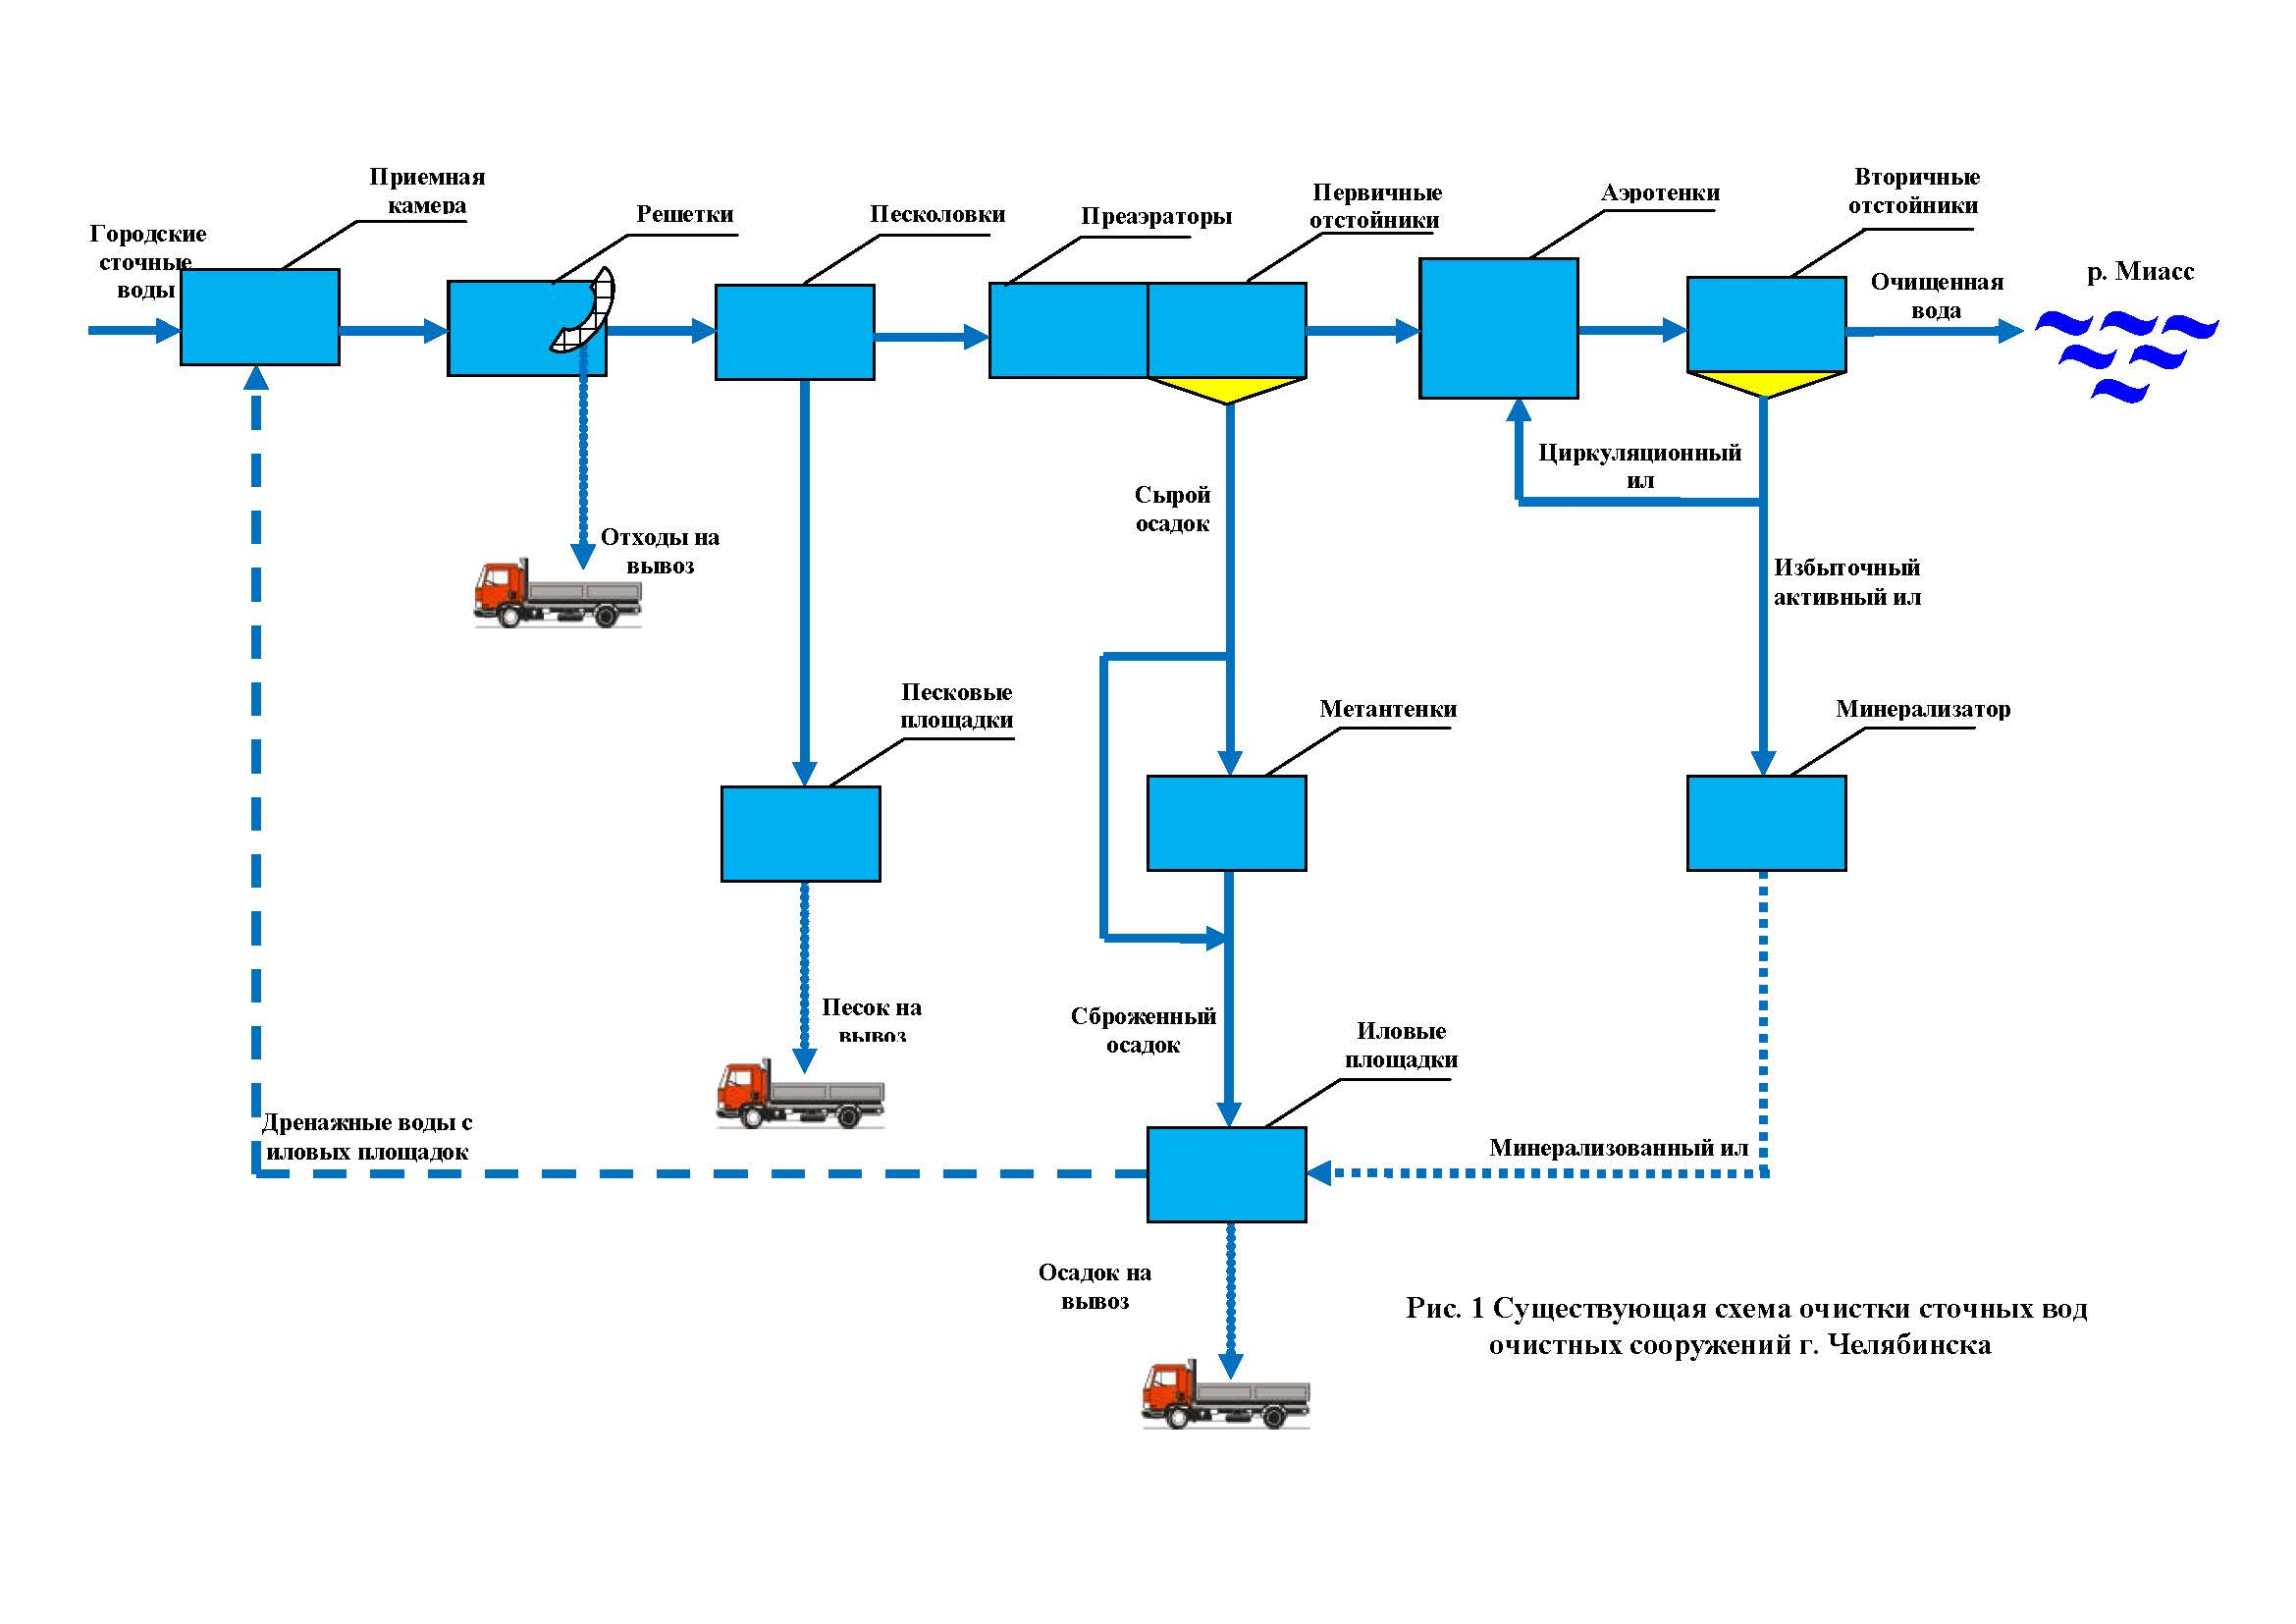 Городские
сточные
воды
Приемная
камера
Решетки
Песколовки
Преаэраторы
Первичные
отстойники
Аэротенки
Вторичные
отстойники
Очищенная
вода
р. Миасс
Циркуляционный
ил
Сырой
осадок
Отходы на
вывоз
Избыточный
активный ил
Песковые
площадки
Метантенки
Минерализатор
Песок на
вывоз
Сброженный
осадок
Иловые
площадки
Дренажные воды с
иловых площадок
Минерализованный ил
Осадок на
вывоз
Рис. 1 Существующая схема очистки сточных вод
очистных сооружений г. Челябинска